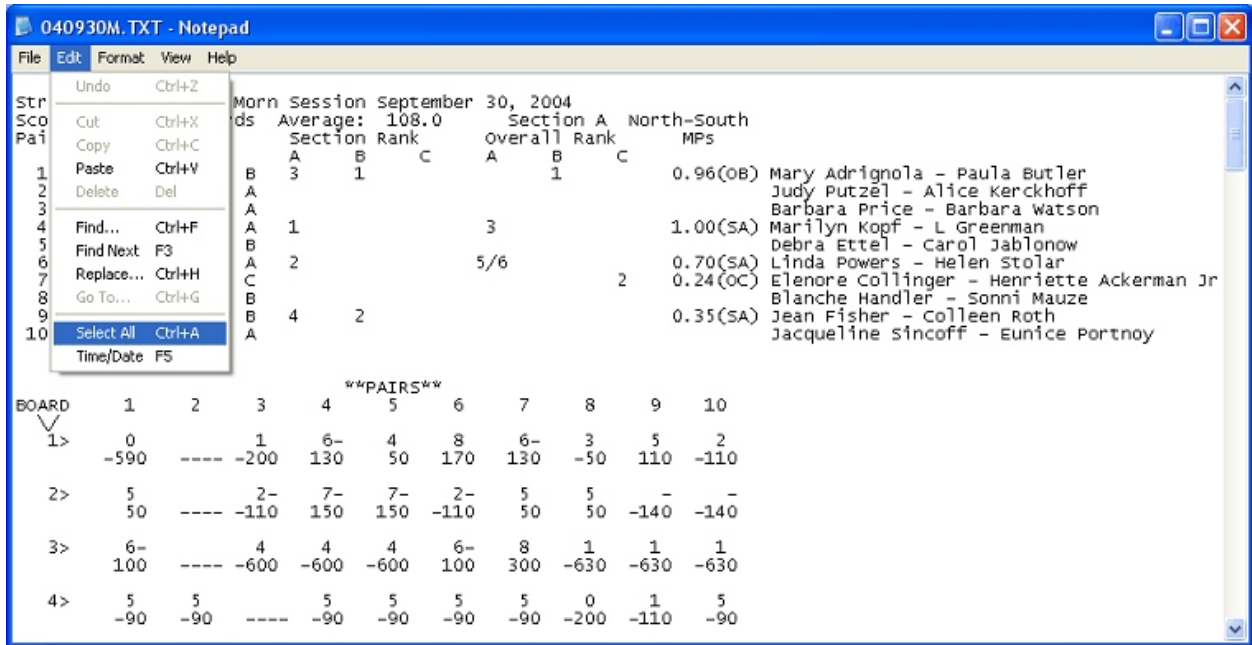 040930M.TXT - Notepad
File Edit Format View Help
Undo Ctrl+Z
Cut Ctrl+X
Copy Ctrl+C
Paste Ctrl+V
Delete Del
Find... Ctrl+F
Find Next F3
Replace... Ctrl+H
Go To... Ctrl+G
Select All Ctrl+A
Time/Date F5
Str Morn Session September 30, 2004
Sco ds Average: 108.0 Section A North-South
Pai Section Rank Overall Rank MPs
A B C A B C
1 B 3 1 1 0.96(OB) Mary Adrignola - Paula Butler
2 A Judy Putzel - Alice Kerckhoff
3 A Barbara Price - Barbara Watson
4 A 1 3 1.00(SA) Marilyn Kopf - L Greenman
5 B Debra Ettel - Carol Jablonow
6 A 2 5/6 0.70(SA) Linda Powers - Helen Stolar
7 C 2 0.24(OC) Elenore Collinger - Henriette Ackerman Jr
8 B Blanche Handler - Sonni Mauze
9 B 4 2 0.35(SA) Jean Fisher - Colleen Roth
10 A Jacqueline Sincoff - Eunice Portnoy
**PAIRS**
BOARD 1 2 3 4 5 6 7 8 9 10
1> 0 1 6- 4 8 6- 3 5 2
-590 ---- -200 130 50 170 130 -50 110 -110
2> 5 2- 7- 7- 2- 5 5 - -
50 ---- -110 150 150 -110 50 50 -140 -140
3> 6- 4 4 4 6- 8 1 1 1
100 ---- -600 -600 -600 100 300 -630 -630 -630
4> 5 5 5 5 5 5 0 1 5
-90 -90 ---- -90 -90 -90 -90 -200 -110 -90